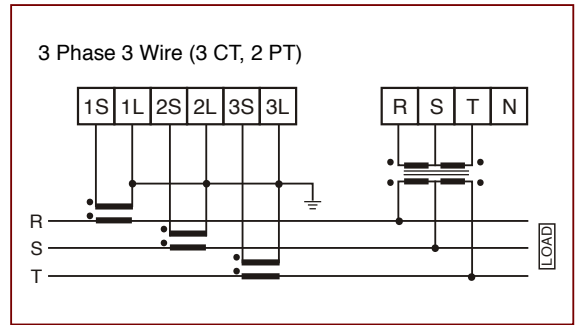 3 Phase 3 Wire (3 CT, 2 PT)
1S 1L 2S 2L 3S 3L
R S T N
R
S
T
LOAD